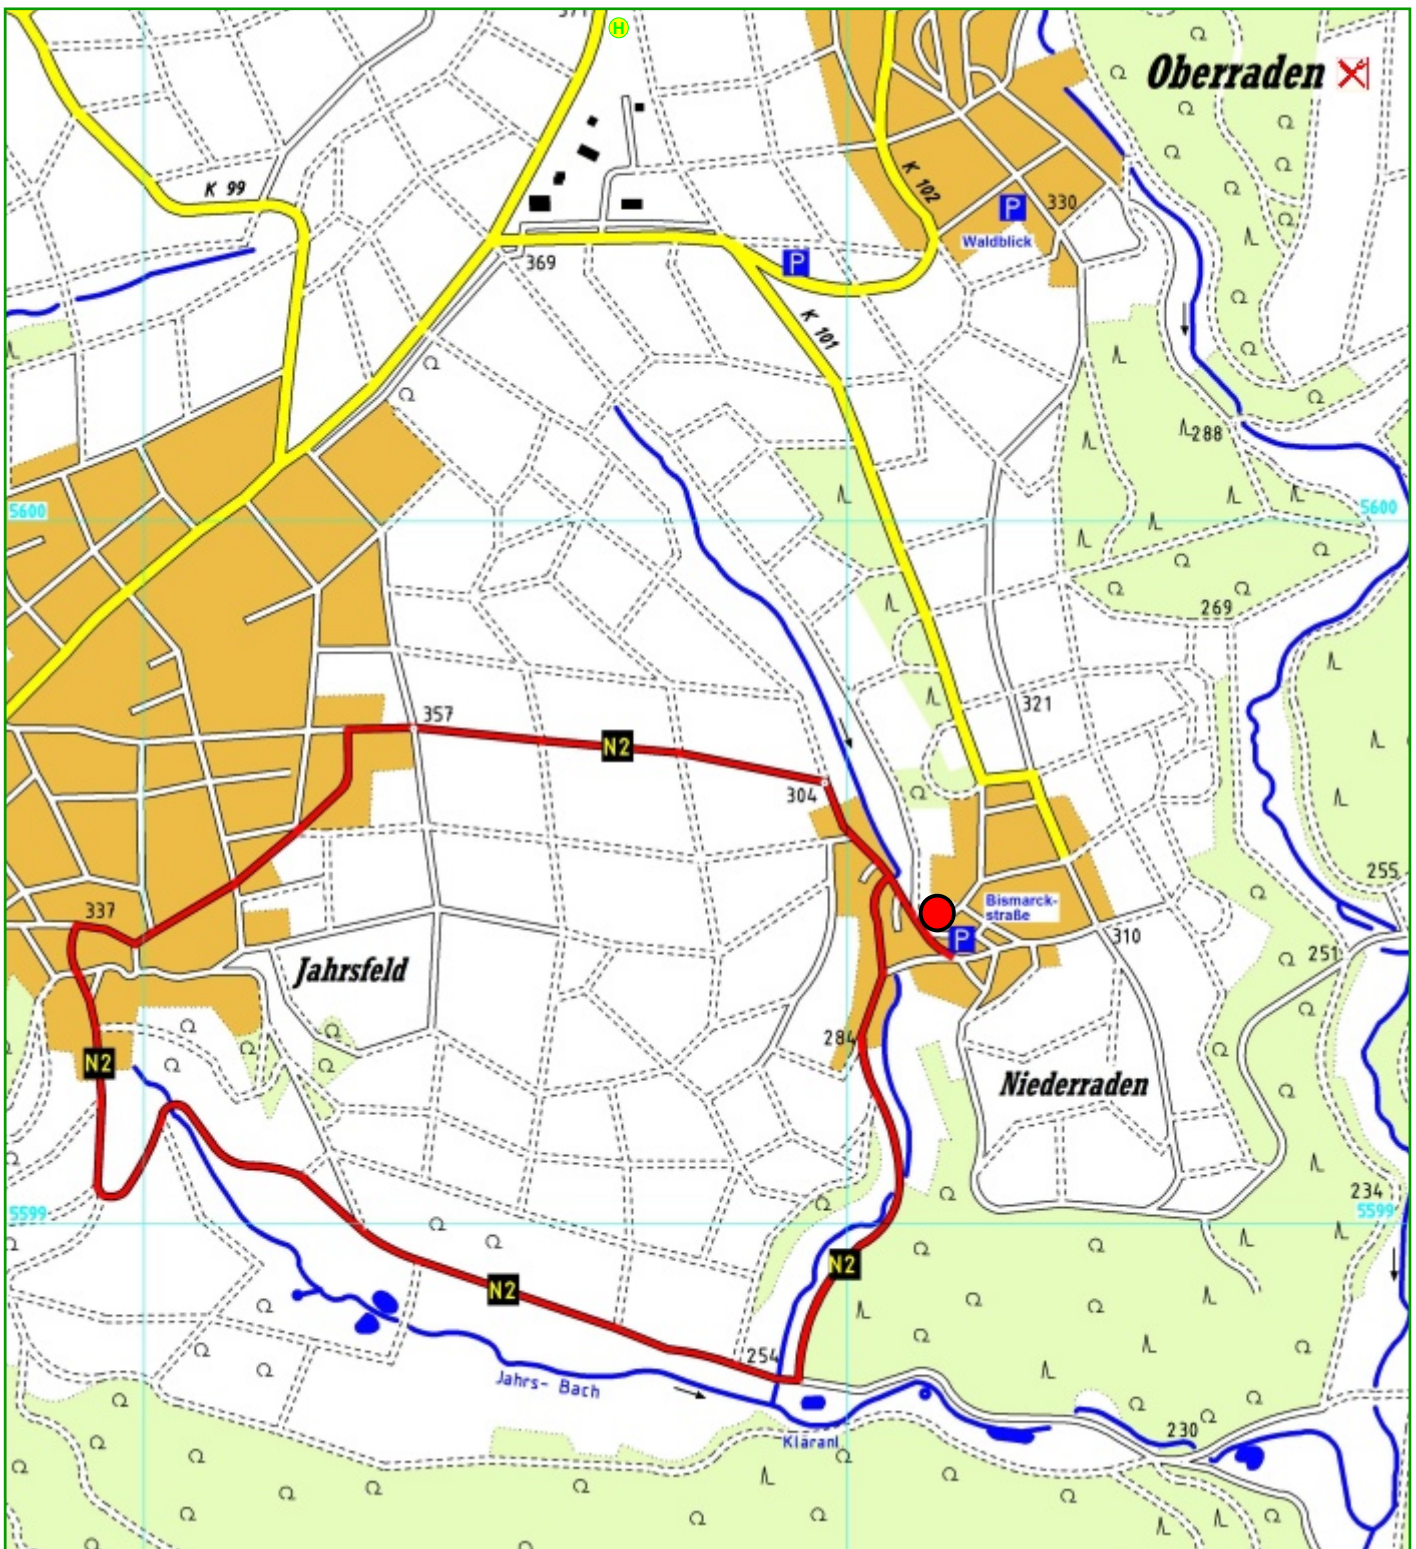 H
Oberraden
K 99
K 102
P
330
Waldblick
369
P
K 101
288
5600
5600
269
357
321
N2
304
255
337
Bismarck-
straße
P
310
251
Jahrsfeld
284
N2
Niederraden
234
5599
5599
N2
N2
254
Jahrs- Bach
230
Kläranl